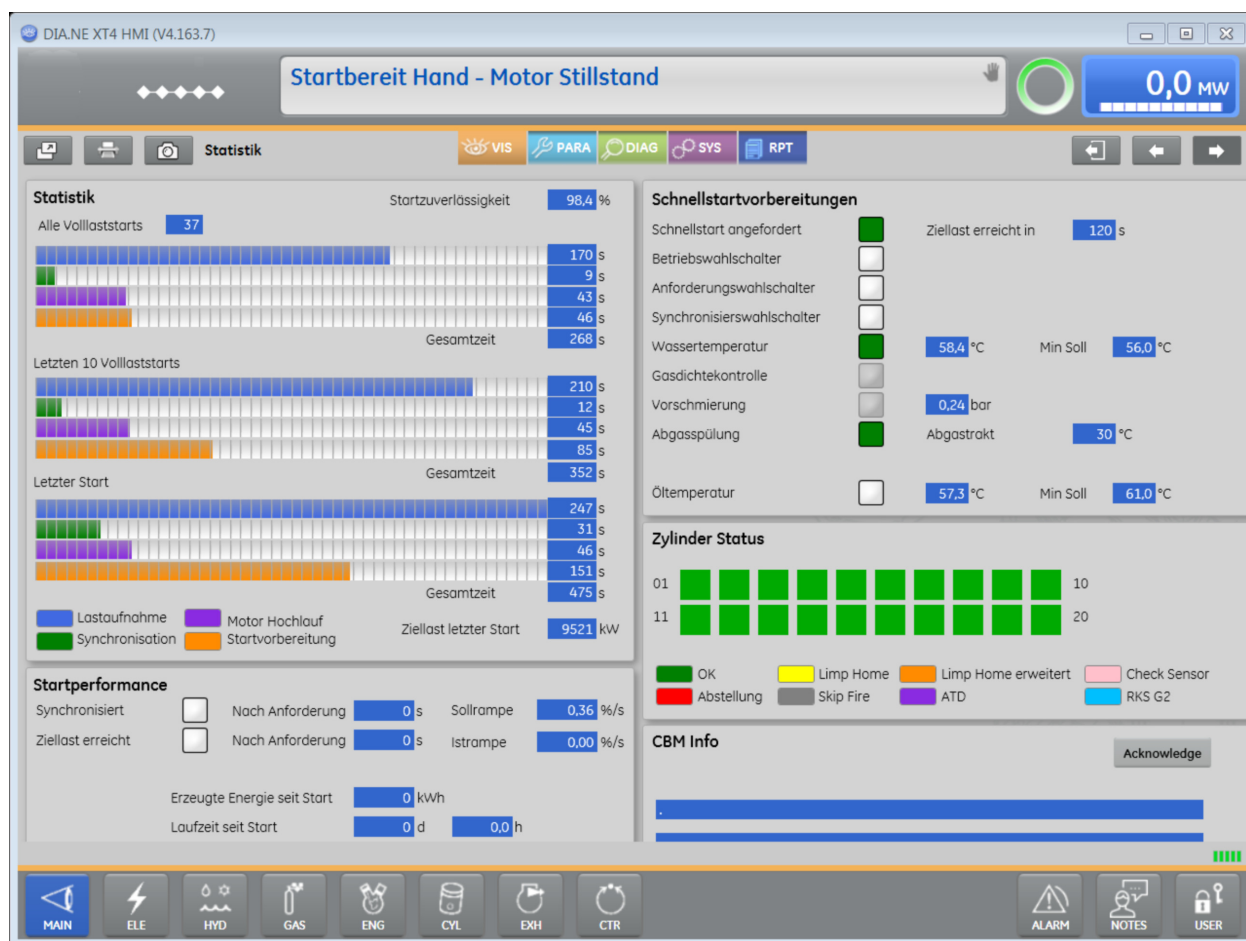 DIA.NE XT4 HMI (V4.163.7)
Startbereit Hand - Motor Stillstand
0,0 MW
Statistik
VIS PARA DIAG SYS RPT
Statistik
Startzuverlässigkeit 98,4 %
Alle Volllaststarts 37
170 s
9 s
43 s
46 s
Gesamtzeit 268 s
Letzten 10 Volllaststarts
210 s
12 s
45 s
85 s
Gesamtzeit 352 s
Letzter Start
247 s
31 s
46 s
151 s
Gesamtzeit 475 s
Lastaufnahme Motor Hochlauf
Synchronisation Startvorbereitung
Ziellast letzter Start 9521 kW
Startperformance
Synchronisiert Nach Anforderung 0 s Sollrampe 0,36 %/s
Ziellast erreicht Nach Anforderung 0 s Istrampe 0,00 %/s
Erzeugte Energie seit Start 0 kWh
Laufzeit seit Start 0 d 0,0 h
Schnellstartvorbereitungen
Schnellstart angefordert Ziellast erreicht in 120 s
Betriebswahlschalter
Anforderungswahlschalter
Synchronisierswahlschalter
Wassertemperatur 58,4 °C Min Soll 56,0 °C
Gasdichtekontrolle
Vorschmierung 0,24 bar
Abgasspülung Abgastrakt 30 °C
Öltemperatur 57,3 °C Min Soll 61,0 °C
Zylinder Status
01 10
11 20
OK Limp Home Limp Home erweitert Check Sensor
Abstellung Skip Fire ATD RKS G2
CBM Info
Acknowledge
.
MAIN ELE HYD GAS ENG CYL EXH CTR ALARM NOTES USER